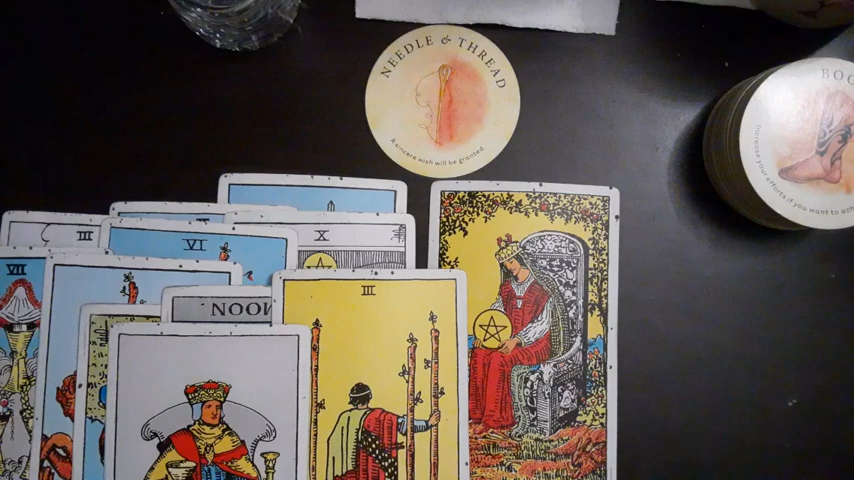 NEEDLE & THREAD
A sincere wish will be granted.
BOO
Increase your efforts if you want to ach
III
VI
X
VII
NOOM
III